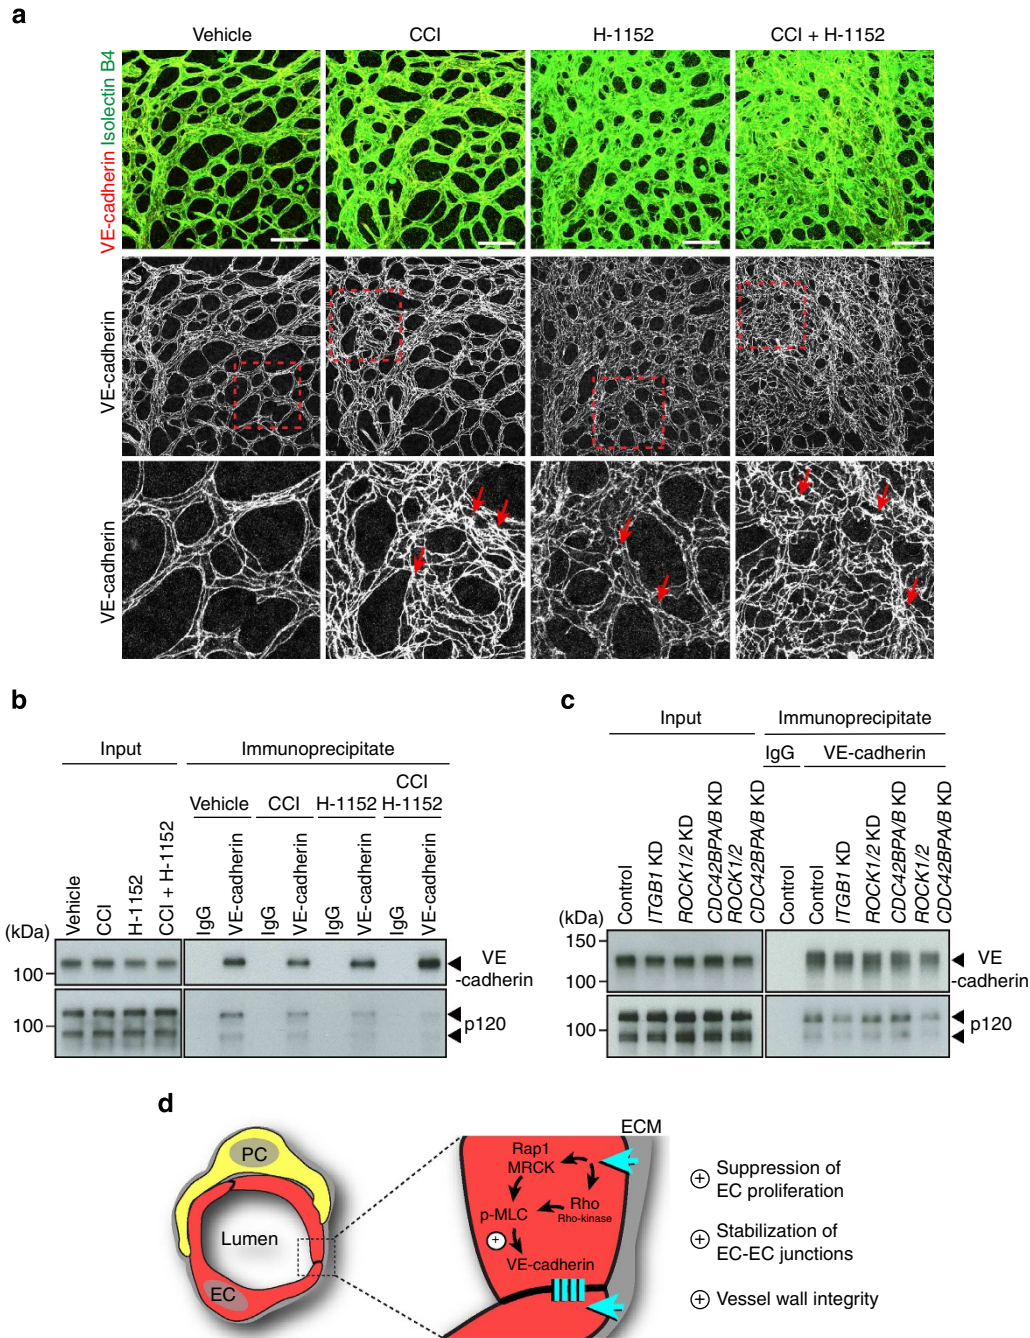 a
Vehicle
CCI
H-1152
CCI + H-1152
VE-cadherin Isolectin B4
VE-cadherin
VE-cadherin
b
Input
Immunoprecipitate
Vehicle
CCI
H-1152
CCI
H-1152
Vehicle
CCI
H-1152
CCI + H-1152
IgG
VE-cadherin
IgG
VE-cadherin
IgG
VE-cadherin
IgG
VE-cadherin
(kDa)
100
VE
-cadherin
100
p120
c
Input
Immunoprecipitate
IgG
VE-cadherin
Control
ITGB1 KD
ROCK1/2 KD
CDC42BPA/B KD
ROCK1/2
CDC42BPA/B KD
Control
Control
ITGB1 KD
ROCK1/2 KD
CDC42BPA/B KD
ROCK1/2
CDC42BPA/B KD
(kDa)
150
100
VE
-cadherin
100
p120
d
PC
Lumen
EC
ECM
Rap1
MRCK
Rho
Rho-kinase
p-MLC
+
VE-cadherin
+ Suppression of
EC proliferation
+ Stabilization of
EC-EC junctions
+ Vessel wall integrity